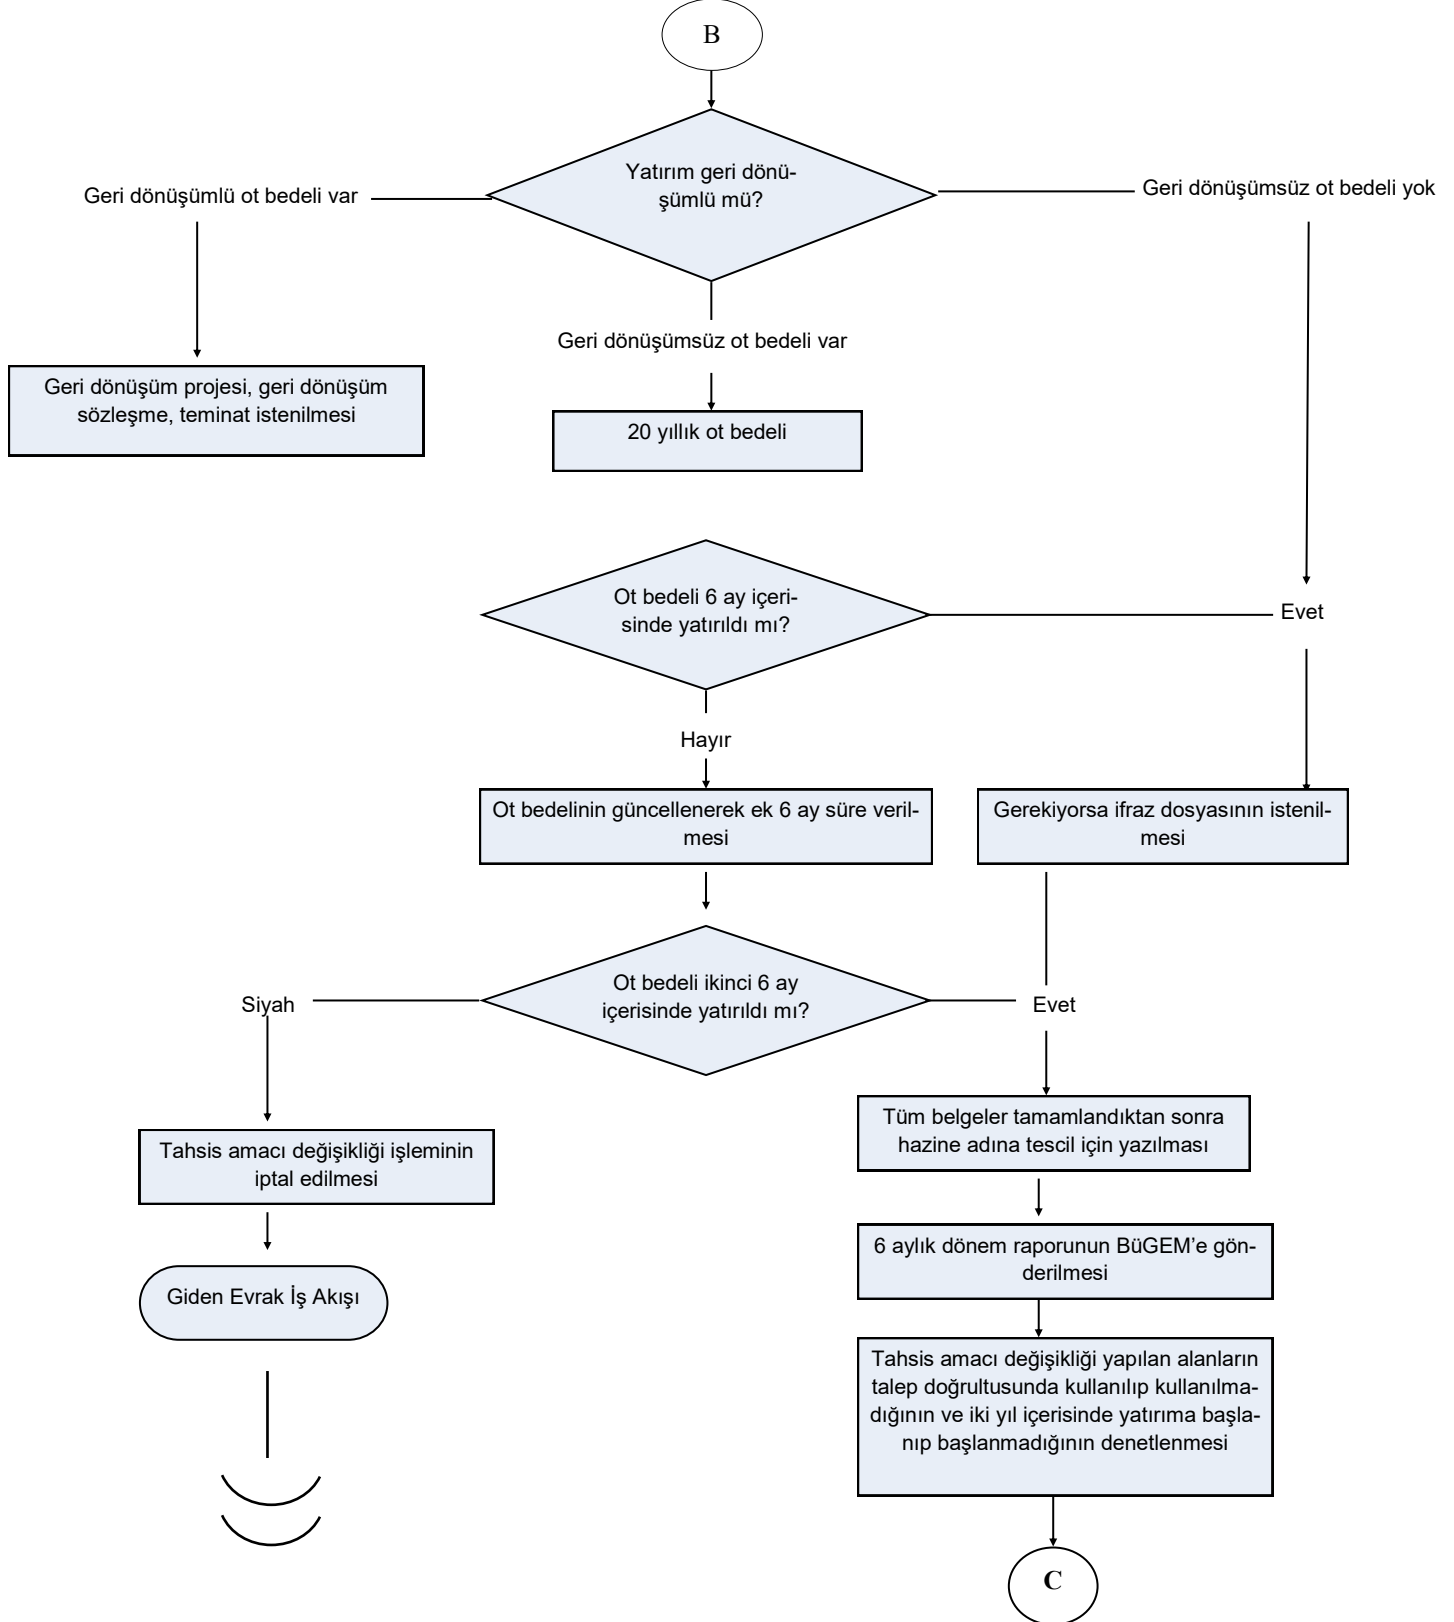 B
Yatırım geri dönü-
şümlü mü?
Geri dönüşümlü ot bedeli var
Geri dönüşümsüz ot bedeli yok
Geri dönüşümsüz ot bedeli var
Geri dönüşüm projesi, geri dönüşüm
sözleşme, teminat istenilmesi
20 yıllık ot bedeli
Ot bedeli 6 ay içeri-
sinde yatırıldı mı?
Evet
Hayır
Ot bedelinin güncellenerek ek 6 ay süre veril-
mesi
Gerekiyorsa ifraz dosyasının istenil-
mesi
Ot bedeli ikinci 6 ay
içerisinde yatırıldı mı?
Siyah
Evet
Tüm belgeler tamamlandıktan sonra
hazine adına tescil için yazılması
Tahsis amacı değişikliği işleminin
iptal edilmesi
6 aylık dönem raporunun BüGEM’e gön-
derilmesi
Giden Evrak İş Akışı
Tahsis amacı değişikliği yapılan alanların
talep doğrultusunda kullanılıp kullanılma-
dığının ve iki yıl içerisinde yatırıma başla-
nıp başlanmadığının denetlenmesi
C